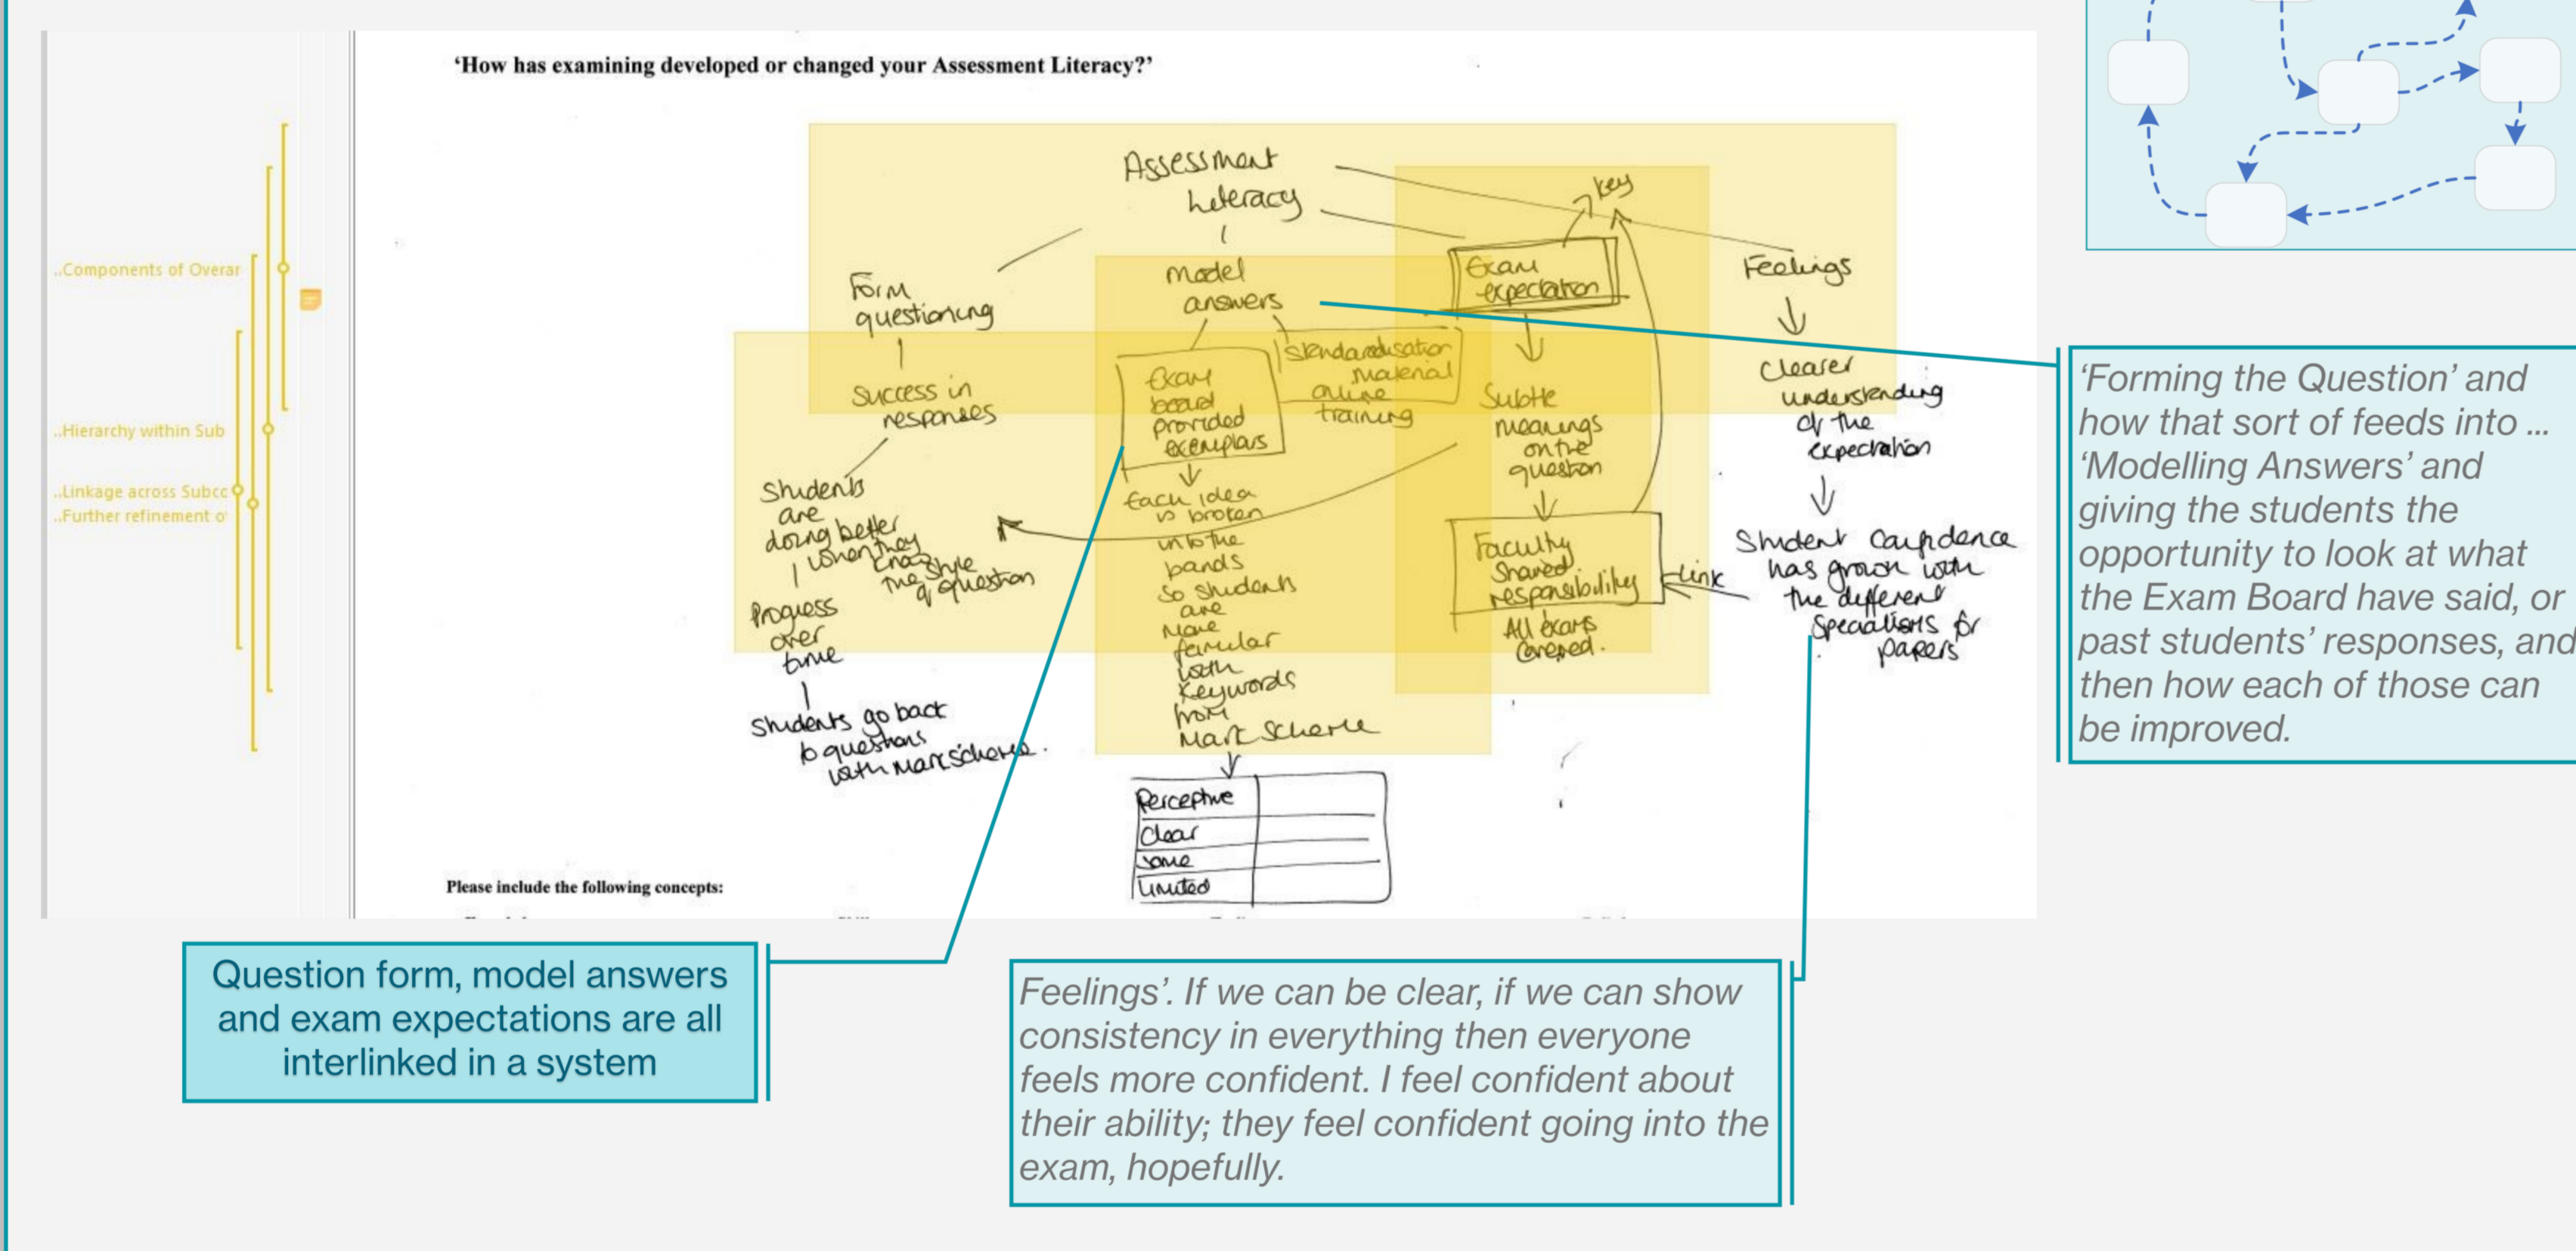 ‘How has examining developed or changed your Assessment Literacy?’
..Components of Overar
..Hierarchy within Sub
..Linkage across Subcc
..Further refinement o
Assessment
Literacy
Form
questioning
Success in
responses
Students
are
doing better
when they
know
the style
of question
Progress
over
time
Students go back
to questions
with markscheme.
Model
answers
Exam
board
provided
exemplars
Standardisation
Material
online
training
Each idea
is broken
into the
bands
So students
are
more
familiar
with
Keywords
from
Mark Scheme
Perceptive
Clear
Some
Limited
Key
Exam
expectation
Subtle
meanings
on the
question
Faculty
Shared
responsibility
All exams
covered.
Link
Feelings
Clearer
understanding
of the
expectation
Student confidence
has grown with
the different
specialisms for
papers
Please include the following concepts:
‘Forming the Question’ and
how that sort of feeds into ...
‘Modelling Answers’ and
giving the students the
opportunity to look at what
the Exam Board have said, or
past students’ responses, and
then how each of those can
be improved.
Question form, model answers
and exam expectations are all
interlinked in a system
Feelings’. If we can be clear, if we can show
consistency in everything then everyone
feels more confident. I feel confident about
their ability; they feel confident going into the
exam, hopefully.